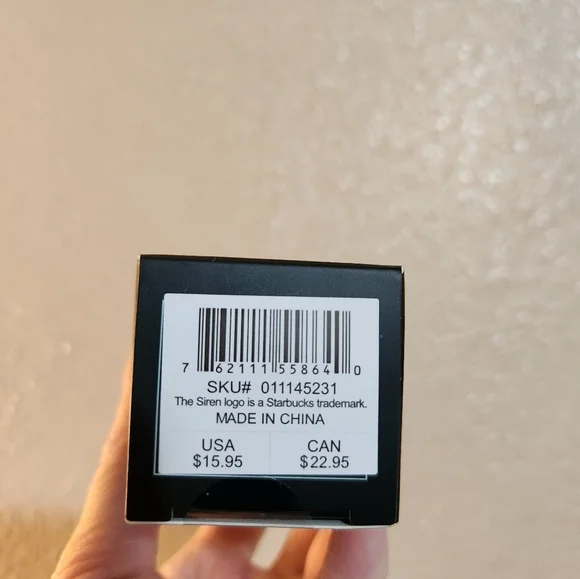 7 62111 55864 0
SKU# 011145231
The Siren logo is a Starbucks trademark.
MADE IN CHINA
USA CAN
$15.95 $22.95